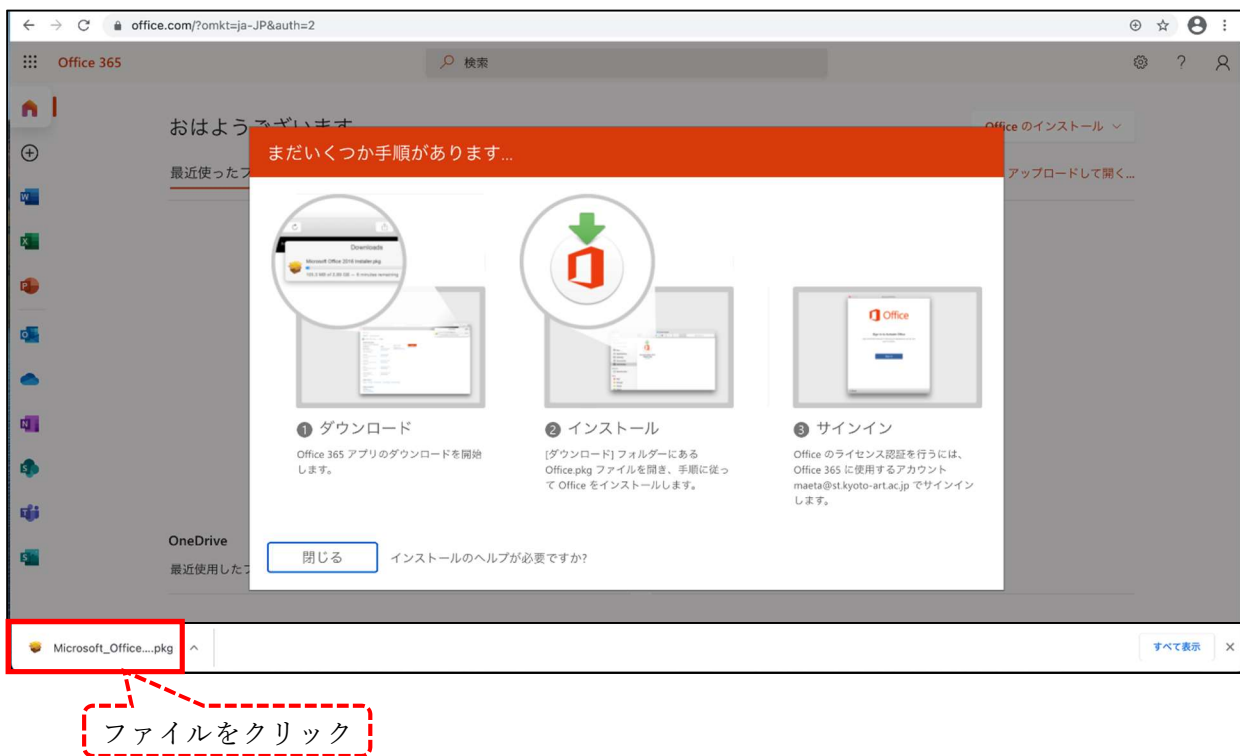 office.com/?omkt=ja-JP&auth=2
Office 365
検索
おはようございます
Office のインストール
最近使ったフ
アップロードして開く...
まだいくつか手順があります...
Downloads
Microsoft Office 2016 Installer.pkg
Office
❶ ダウンロード
Office 365 アプリのダウンロードを開始
します。
❷ インストール
[ダウンロード] フォルダーにある
Office.pkg ファイルを開き、手順に従っ
て Office をインストールします。
❸ サインイン
Office のライセンス認証を行うには、
Office 365 に使用するアカウント
maeta@st.kyoto-art.ac.jp でサインイン
します。
OneDrive
最近使用したフ
閉じる
インストールのヘルプが必要ですか?
Microsoft_Office....pkg
すべて表示
ファイルをクリック